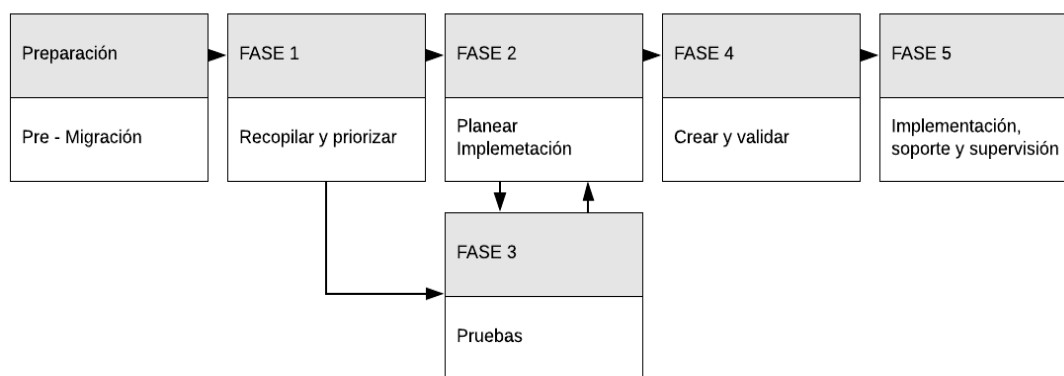 Preparación
Pre - Migración
FASE 1
Recopilar y priorizar
FASE 2
Planear
Implemetación
FASE 4
Crear y validar
FASE 5
Implementación,
soporte y supervisión
FASE 3
Pruebas